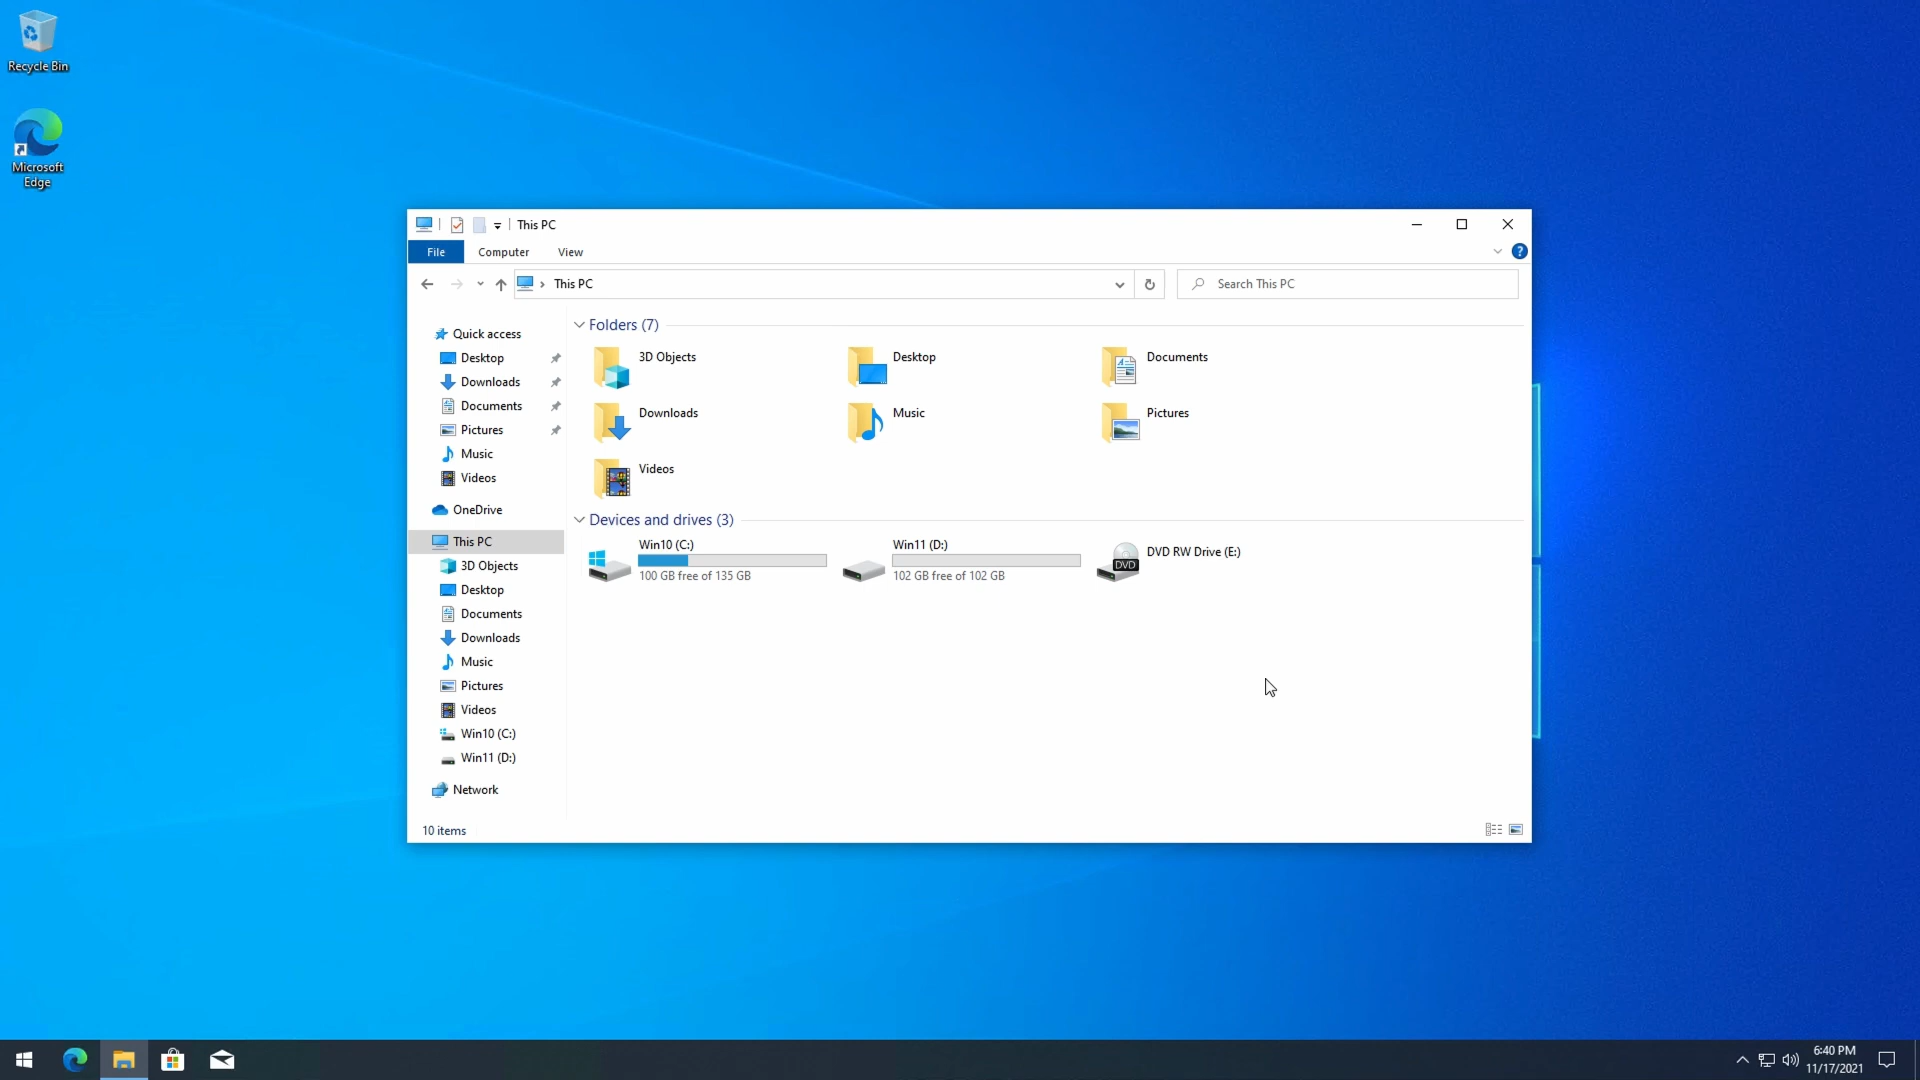 Recycle Bin
Microsoft
Edge
This PC
File Computer View
This PC
Search This PC
Quick access
Desktop
Downloads
Documents
Pictures
Music
Videos
OneDrive
This PC
3D Objects
Desktop
Documents
Downloads
Music
Pictures
Videos
Win10 (C:)
Win11 (D:)
Network
Folders (7)
3D Objects
Desktop
Documents
Downloads
Music
Pictures
Videos
Devices and drives (3)
Win10 (C:)
100 GB free of 135 GB
Win11 (D:)
102 GB free of 102 GB
DVD
DVD RW Drive (E:)
10 items
6:40 PM
11/17/2021